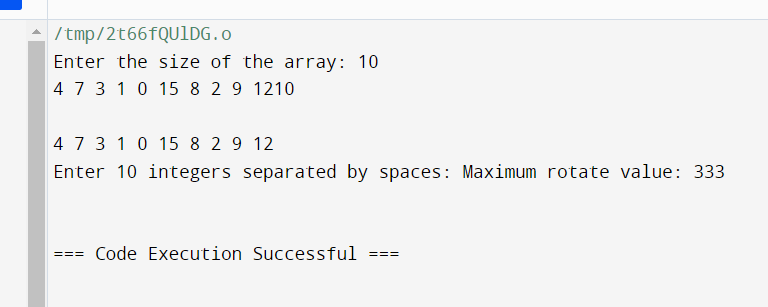 /tmp/2t66fQUlDG.o
Enter the size of the array: 10
4 7 3 1 0 15 8 2 9 1210
4 7 3 1 0 15 8 2 9 12
Enter 10 integers separated by spaces: Maximum rotate value: 333
=== Code Execution Successful ===